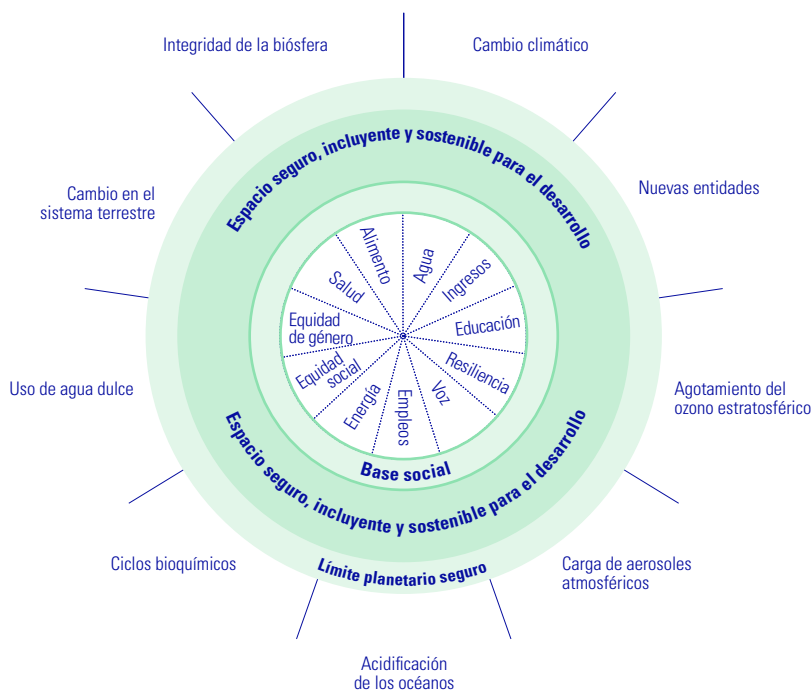 Integridad de la biósfera
Cambio climático
Nuevas entidades
Agotamiento del
ozono estratosférico
Carga de aerosoles
atmosféricos
Acidificación
de los océanos
Ciclos bioquímicos
Uso de agua dulce
Cambio en el
sistema terrestre
Espacio seguro, incluyente y sostenible para el desarrollo
Agua
Ingresos
Educación
Resiliencia
Voz
Empleos
Energía
Equidad
social
Equidad
de género
Salud
Alimento
Base social
Espacio seguro, incluyente y sostenible para el desarrollo
Límite planetario seguro